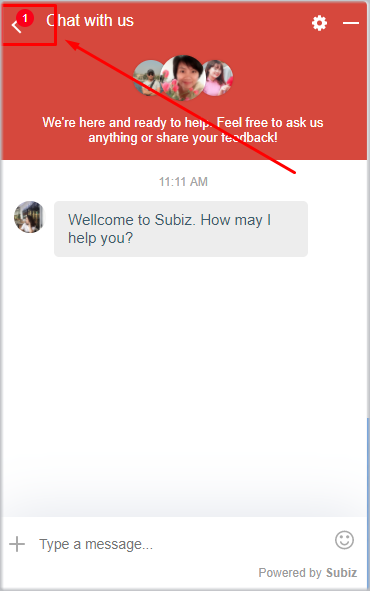 1
Chat with us
We're here and ready to help. Feel free to ask us
anything or share your feedback!
11:11 AM
Wellcome to Subiz. How may I
help you?
Type a message...
Powered by Subiz